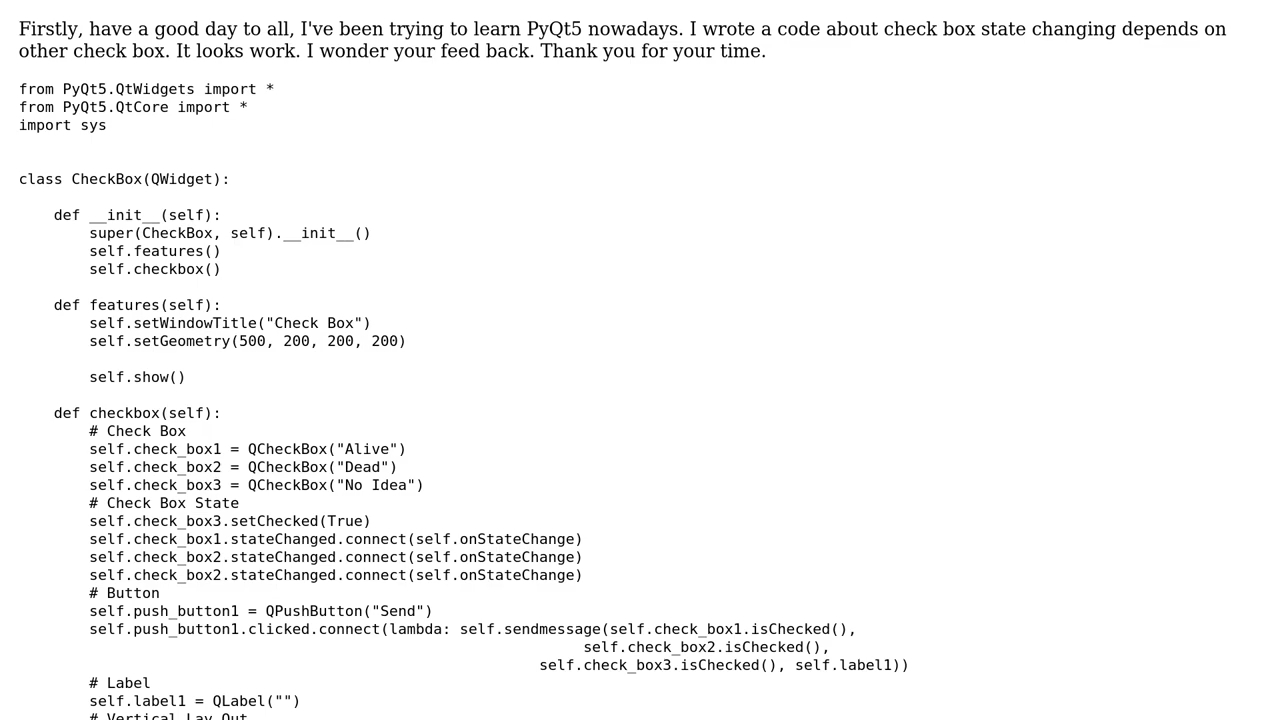 Firstly, have a good day to all, I've been trying to learn PyQt5 nowadays. I wrote a code about check box state changing depends on
other check box. It looks work. I wonder your feed back. Thank you for your time.
from PyQt5.QtWidgets import *
from PyQt5.QtCore import *
import sys
class CheckBox(QWidget):
    def __init__(self):
        super(CheckBox, self).__init__()
        self.features()
        self.checkbox()
    def features(self):
        self.setWindowTitle("Check Box")
        self.setGeometry(500, 200, 200, 200)
        self.show()
    def checkbox(self):
        # Check Box
        self.check_box1 = QCheckBox("Alive")
        self.check_box2 = QCheckBox("Dead")
        self.check_box3 = QCheckBox("No Idea")
        # Check Box State
        self.check_box3.setChecked(True)
        self.check_box1.stateChanged.connect(self.onStateChange)
        self.check_box2.stateChanged.connect(self.onStateChange)
        self.check_box2.stateChanged.connect(self.onStateChange)
        # Button
        self.push_button1 = QPushButton("Send")
        self.push_button1.clicked.connect(lambda: self.sendmessage(self.check_box1.isChecked(),
                                                                self.check_box2.isChecked(),
                                                           self.check_box3.isChecked(), self.label1))
        # Label
        self.label1 = QLabel("")
        # Vertical Lay Out